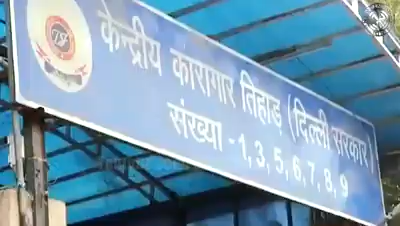 केन्द्रीय कारागार तिहाड़ (दिल्ली सरकार)
संख्या - 1, 3, 5, 6, 7, 8, 9